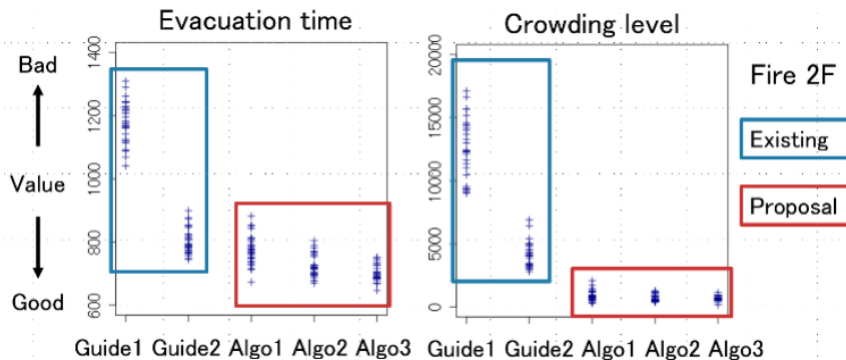 Evacuation time
Crowding level
Bad
Value
Good
1400
1200
1000
800
600
20000
15000
10000
5000
0
Fire 2F
Existing
Proposal
Guide1 Guide2 Algo1 Algo2 Algo3
Guide1 Guide2 Algo1 Algo2 Algo3